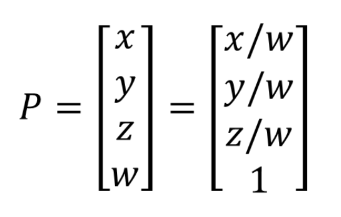 P = [x y z w] = [x/w y/w z/w 1]